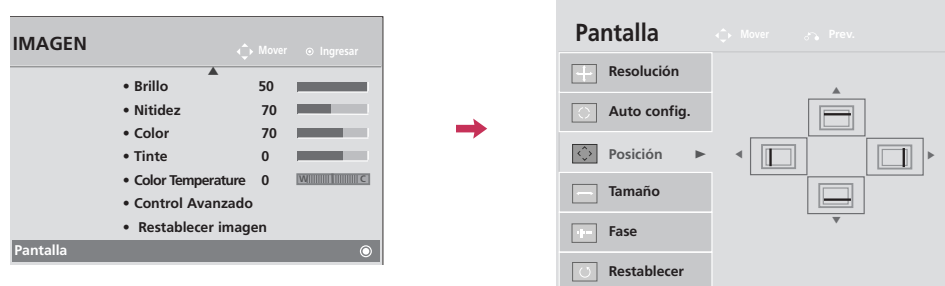 IMAGEN
Mover
Ingresar
• Brillo 50
• Nitidez 70
• Color 70
• Tinte 0
• Color Temperature 0 W C
• Control Avanzado
• Restablecer imagen
Pantalla
Pantalla
Mover
Prev.
Resolución
Auto config.
Posición
Tamaño
Fase
Restablecer